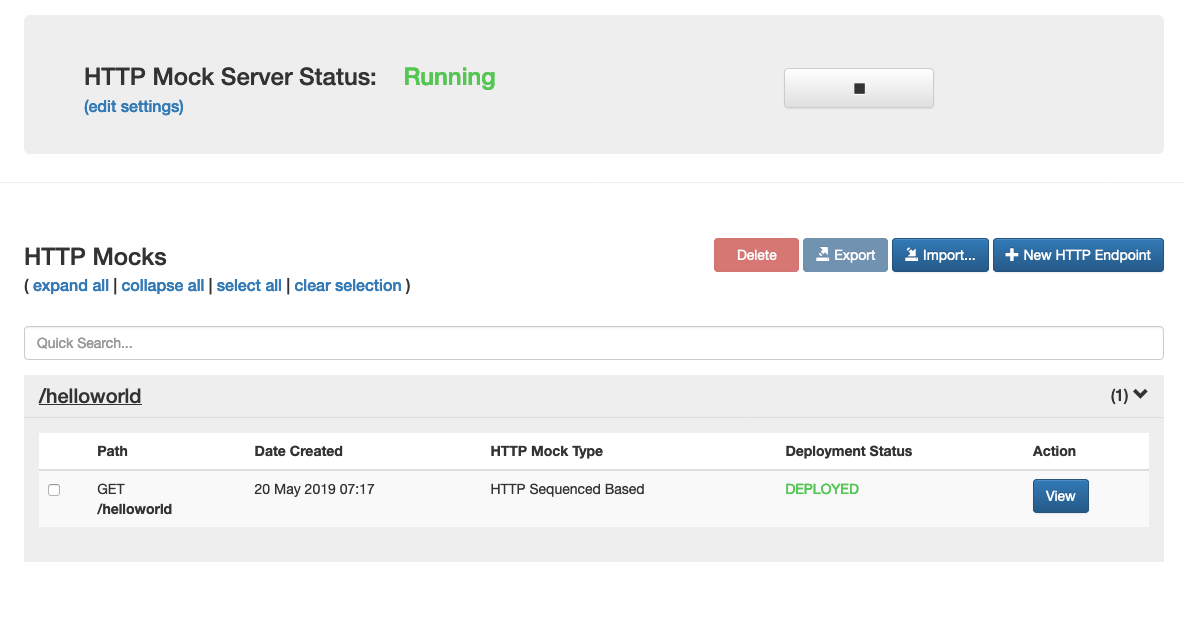 HTTP Mock Server Status: Running
(edit settings)
HTTP Mocks
Delete Export Import... New HTTP Endpoint
( expand all | collapse all | select all | clear selection )
Quick Search...
/helloworld (1)
Path Date Created HTTP Mock Type Deployment Status Action
GET 20 May 2019 07:17 HTTP Sequenced Based DEPLOYED View
/helloworld